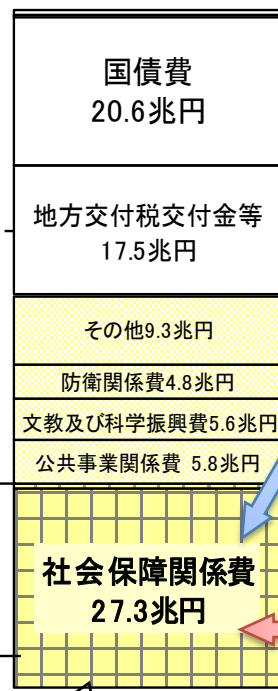 国債費
20.6兆円
地方交付税交付金等
17.5兆円
その他9.3兆円
防衛関係費4.8兆円
文教及び科学振興費5.6兆円
公共事業関係費 5.8兆円
社会保障関係費
27.3兆円